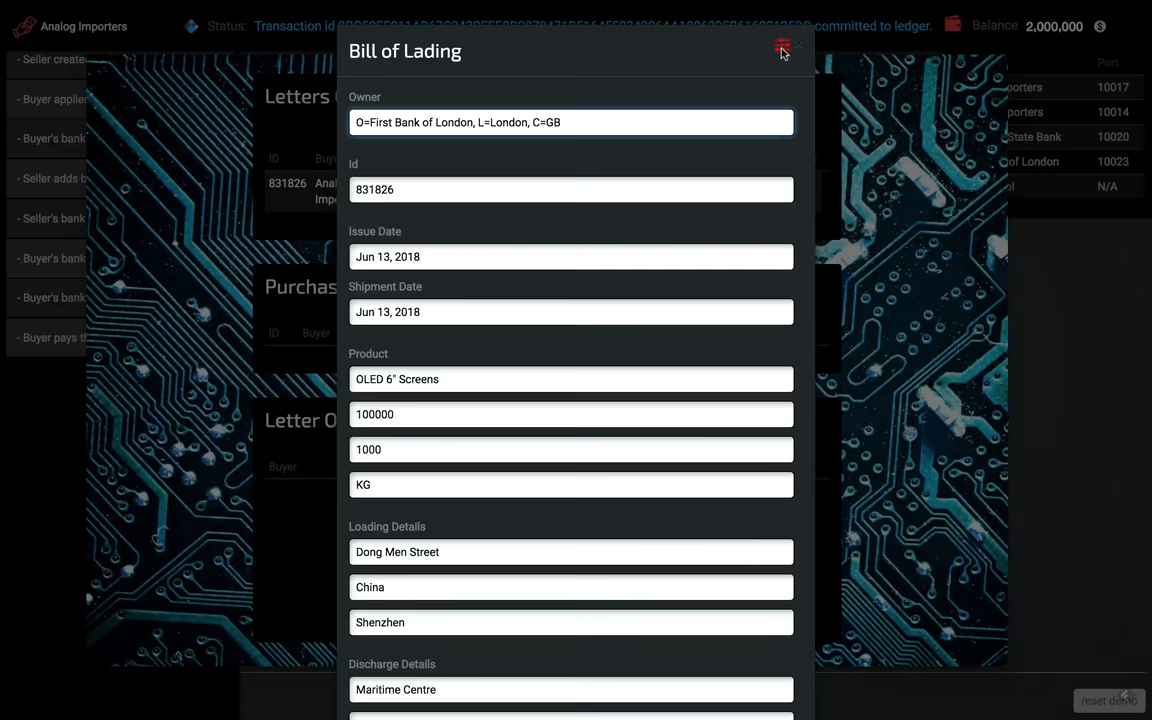 Analog Importers
Status:
committed to ledger.
Balance
2,000,000
- Seller create
- Buyer applie
- Buyer's bank
- Seller adds b
- Seller's bank
- Buyer's bank
- Buyer's bank
- Buyer pays t
Letters
ID
Buy
831826
Ana
Impo
Purchas
ID
Buyer
Letter O
Buyer
Bill of Lading
Owner
O=First Bank of London, L=London, C=GB
Id
831826
Issue Date
Jun 13, 2018
Shipment Date
Jun 13, 2018
Product
OLED 6" Screens
100000
1000
KG
Loading Details
Dong Men Street
China
Shenzhen
Discharge Details
Maritime Centre
Port
porters
10017
porters
10014
State Bank
10020
of London
10023
ol
N/A
reset demo